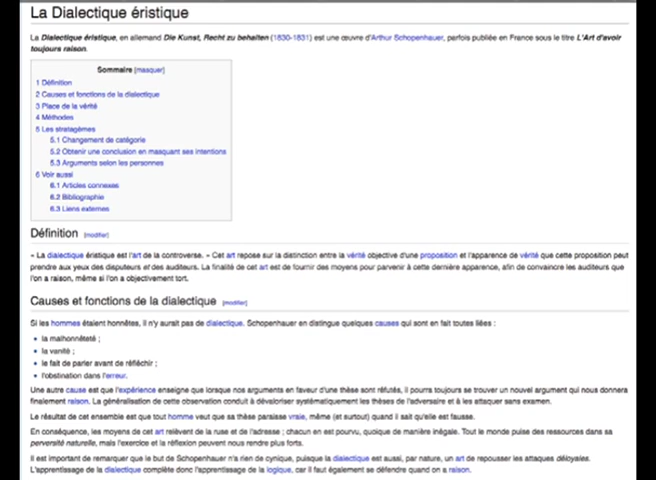 La Dialectique éristique
La Dialectique éristique, en allemand Die Kunst, Recht zu behalten (1830-1831) est une œuvre d'Arthur Schopenhauer, parfois publiée en France sous le titre L'Art d'avoir
toujours raison.
Sommaire [masquer]
1 Définition
2 Causes et fonctions de la dialectique
3 Place de la vérité
4 Méthodes
5 Les stratagèmes
5.1 Changement de catégorie
5.2 Obtenir une conclusion en masquant ses intentions
5.3 Arguments selon les personnes
6 Voir aussi
6.1 Articles connexes
6.2 Bibliographie
6.3 Liens externes
Définition [modifier]
« La dialectique éristique est l'art de la controverse. » Cet art repose sur la distinction entre la vérité objective d'une proposition et l'apparence de vérité que cette proposition peut
prendre aux yeux des disputeurs et des auditeurs. La finalité de cet art est de fournir des moyens pour parvenir à cette dernière apparence, afin de convaincre les auditeurs que
l'on a raison, même si l'on a objectivement tort.
Causes et fonctions de la dialectique [modifier]
Si les hommes étaient honnêtes, il n'y aurait pas de dialectique. Schopenhauer en distingue quelques causes qui sont en fait toutes liées :
• la malhonnêteté ;
• la vanité ;
• le fait de parler avant de réfléchir ;
• l'obstination dans l'erreur.
Une autre cause est que l'expérience enseigne que lorsque nos arguments en faveur d'une thèse sont réfutés, il pourra toujours se trouver un nouvel argument qui nous donnera
finalement raison. La généralisation de cette observation conduit à dévaloriser systématiquement les thèses de l'adversaire et à les attaquer sans examen.
Le résultat de cet ensemble est que tout homme veut que sa thèse paraisse vraie, même (et surtout) quand il sait qu'elle est fausse.
En conséquence, les moyens de cet art relèvent de la ruse et de l'adresse ; chacun en est pourvu, quoique de manière inégale. Tout le monde puise des ressources dans sa
perversité naturelle, mais l'exercice et la réflexion peuvent nous rendre plus forts.
Il est important de remarquer que le but de Schopenhauer n'a rien de cynique, puisque la dialectique est aussi, par nature, un art de repousser les attaques déloyales.
L'apprentissage de la dialectique complète donc l'apprentissage de la logique, car il faut également se défendre quand on a raison.